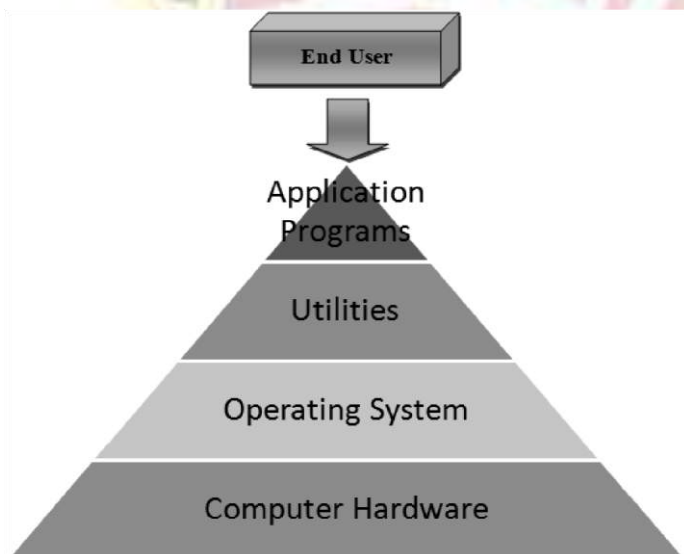 End User
Application
Programs
Utilities
Operating System
Computer Hardware